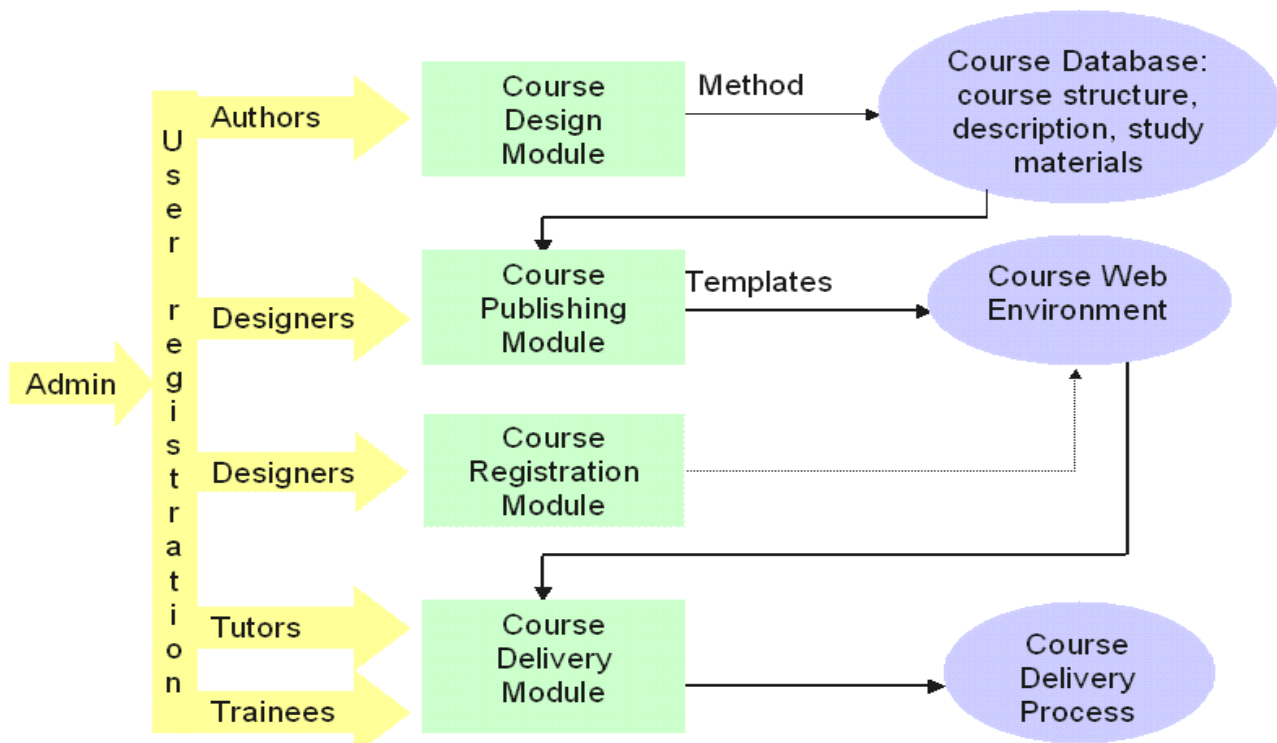 Admin
User registration
Authors
Course
Design
Module
Method
Course Database:
course structure,
description, study
materials
Designers
Course
Publishing
Module
Templates
Course Web
Environment
Designers
Course
Registration
Module
Tutors
Trainees
Course
Delivery
Module
Course
Delivery
Process